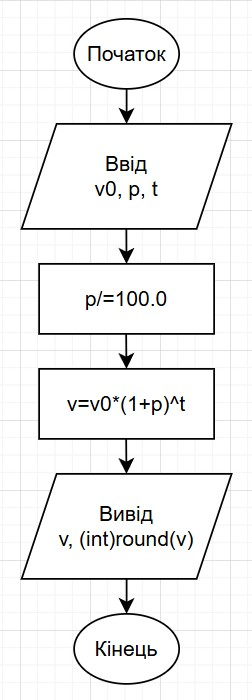 Початок
Ввід
v0, p, t
p/=100.0
v=v0*(1+p)^t
Вивід
v, (int)round(v)
Кінець